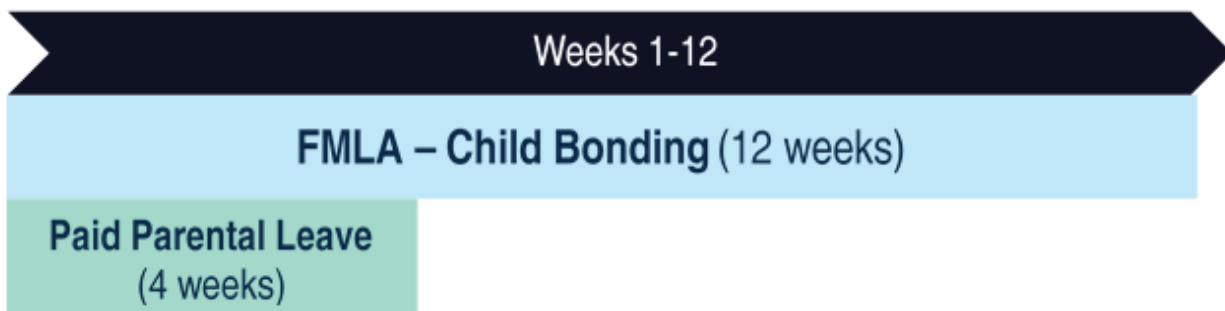 Weeks 1-12
FMLA – Child Bonding (12 weeks)
Paid Parental Leave
(4 weeks)